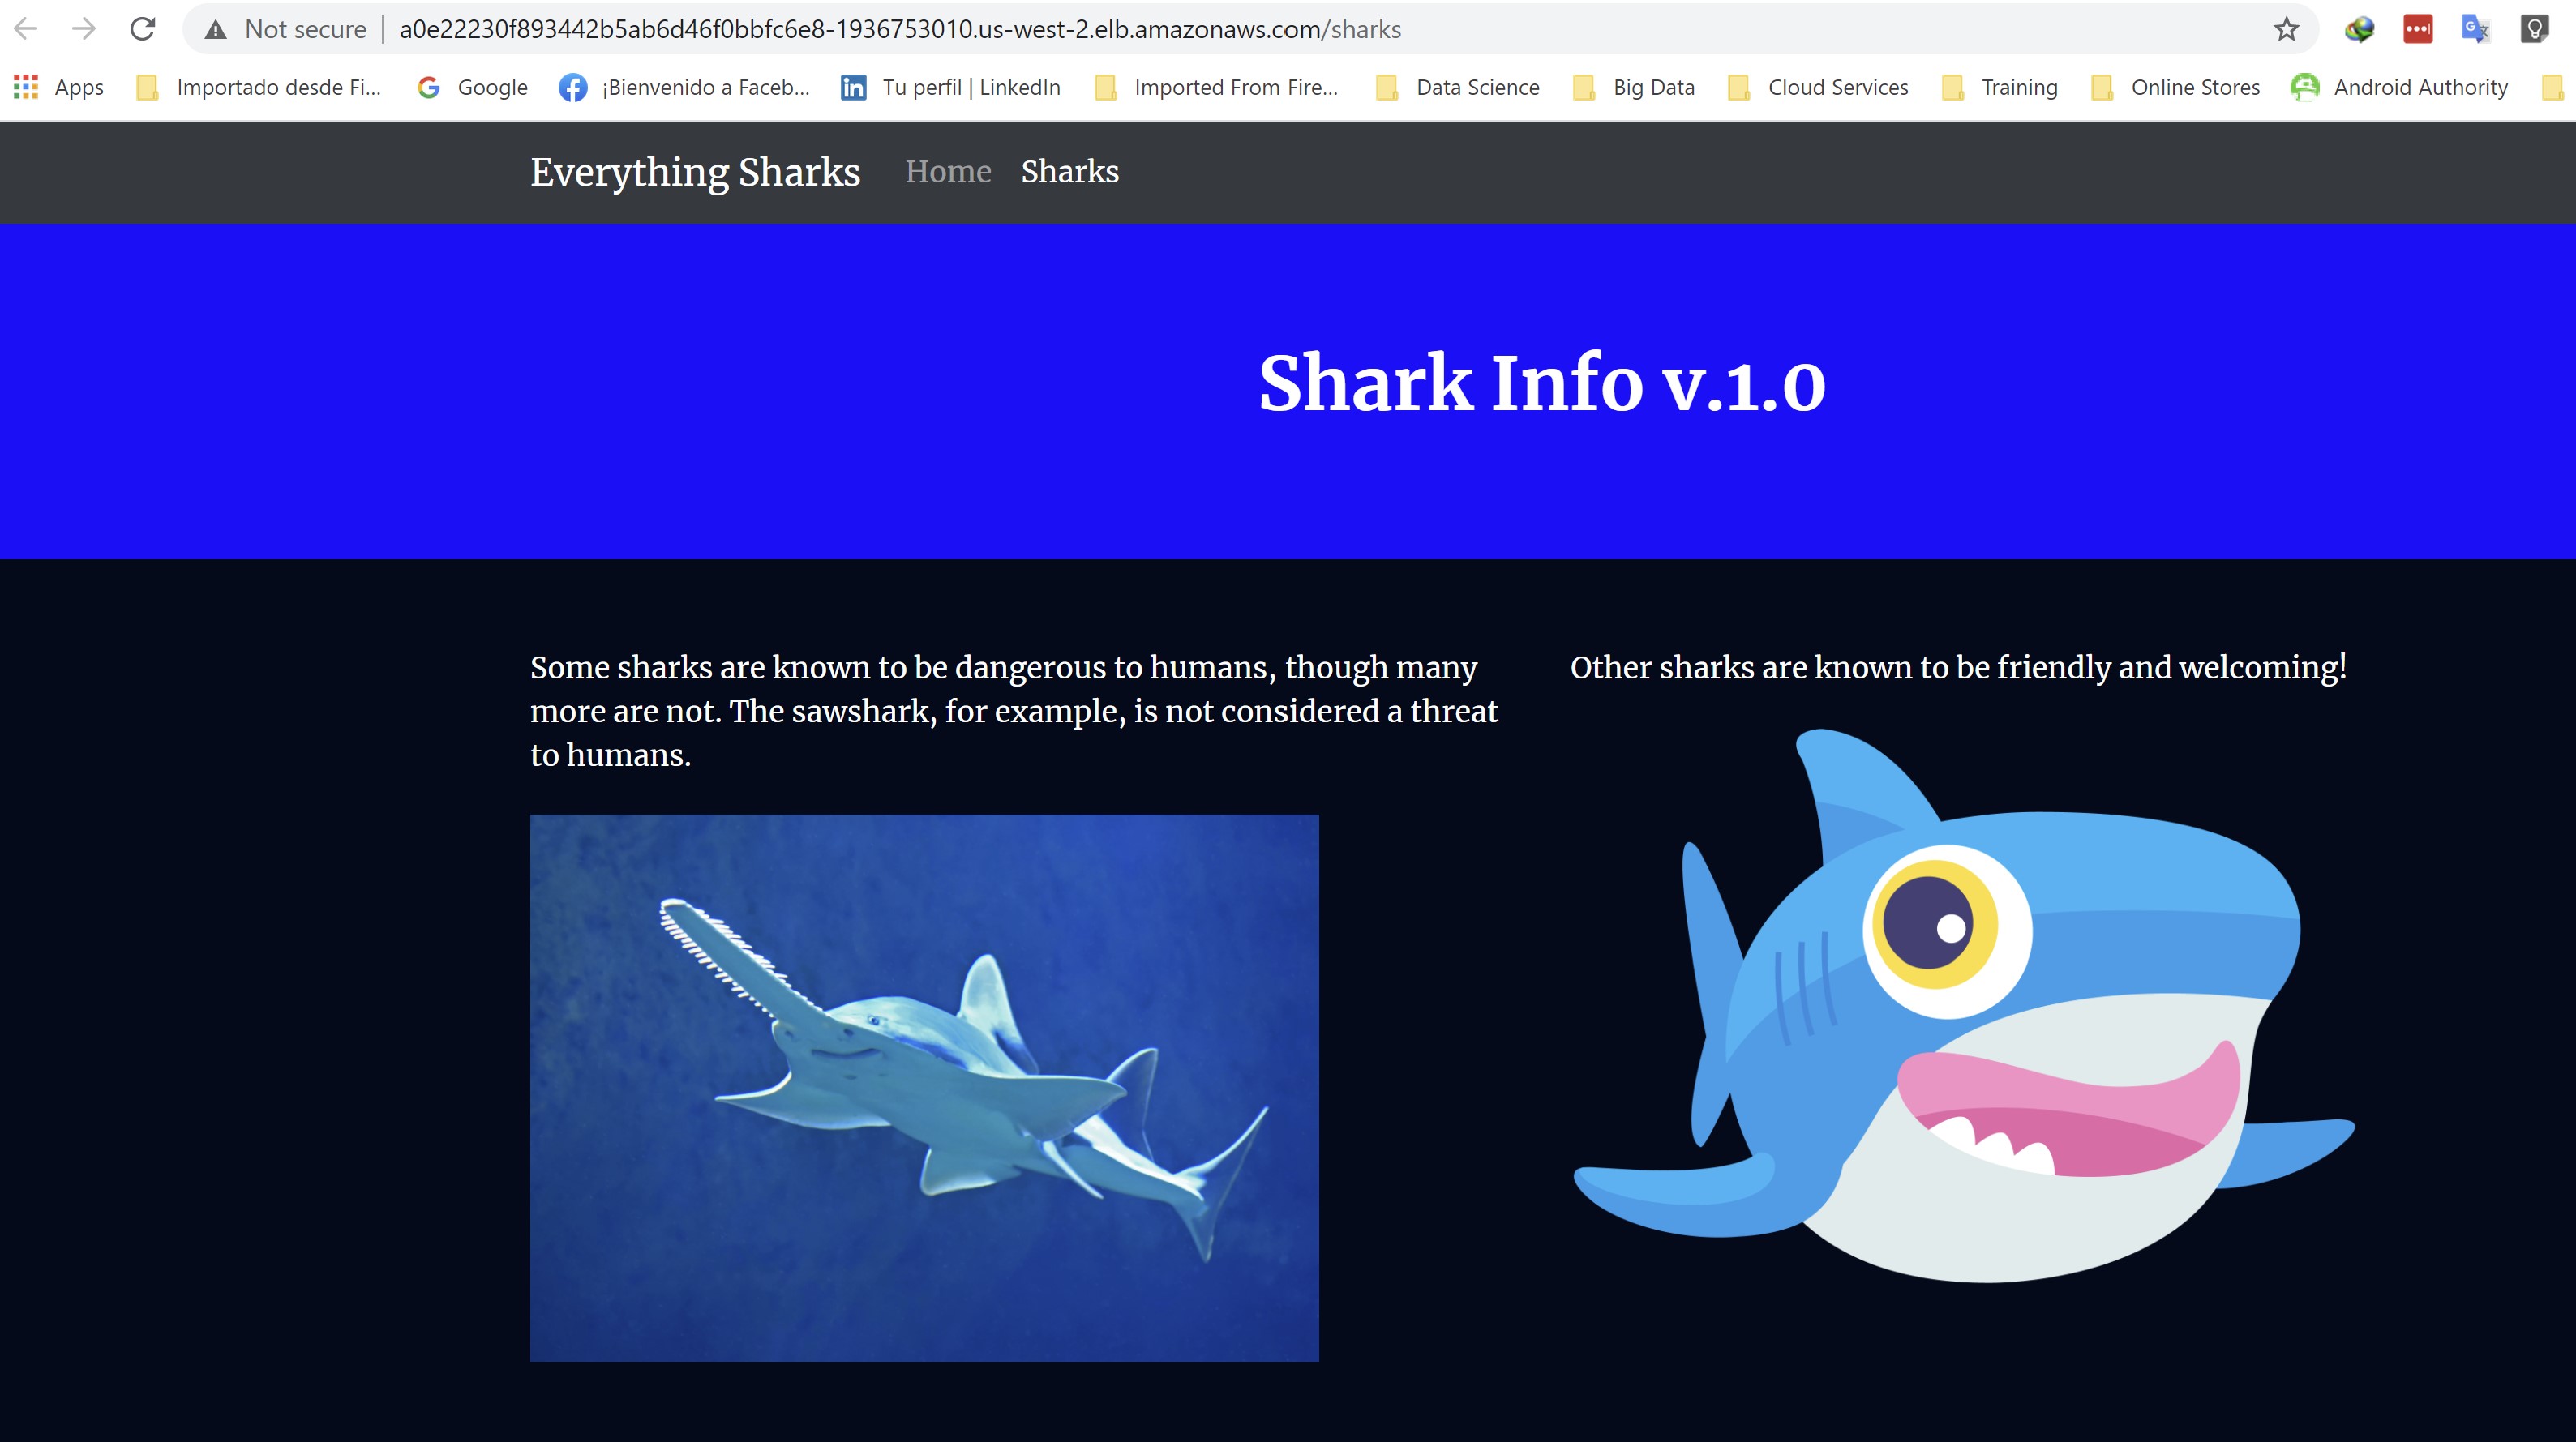 Not secure a0e22230f893442b5ab6d46f0bbfc6e8-1936753010.us-west-2.elb.amazonaws.com/sharks
Apps Importado desde Fi... Google ¡Bienvenido a Faceb... Tu perfil | LinkedIn Imported From Fire... Data Science Big Data Cloud Services Training Online Stores Android Authority
Everything Sharks Home Sharks
Shark Info v.1.0
Some sharks are known to be dangerous to humans, though many
more are not. The sawshark, for example, is not considered a threat
to humans.
Other sharks are known to be friendly and welcoming!